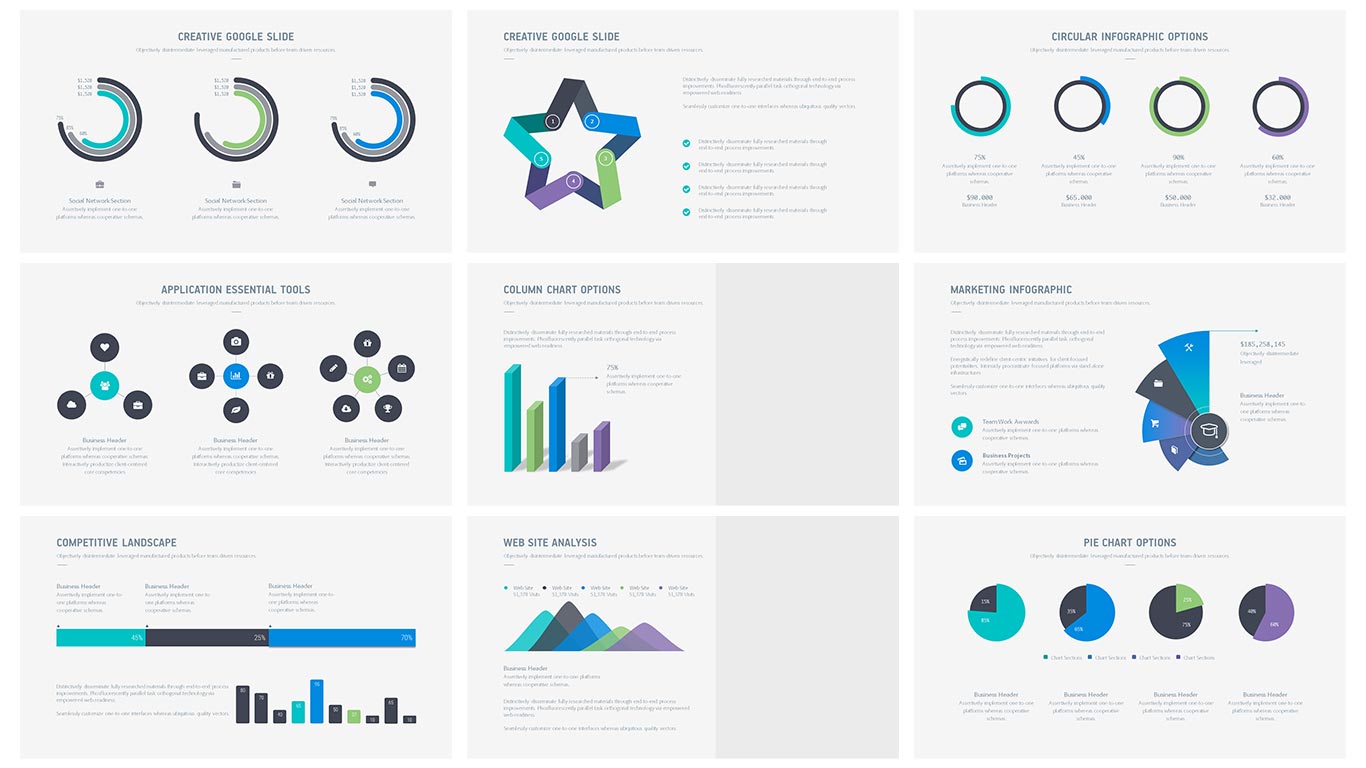 CREATIVE GOOGLE SLIDE
Objectively disintermediate leveraged manufactured products before team driven resources.
$1,520
$1,520
$1,520
75%
85%
60%
$1,520
$1,520
$1,520
$1,520
$1,520
$1,520
75%
85%
60%
Social Network Section
Assertively implement one-to-one
platforms whereas cooperative schemas.
Social Network Section
Assertively implement one-to-one
platforms whereas cooperative schemas.
Social Network Section
Assertively implement one-to-one
platforms whereas cooperative schemas.
CREATIVE GOOGLE SLIDE
Objectively disintermediate leveraged manufactured products before team driven resources.
1
2
3
4
5
Distinctively disseminate fully researched materials through end-to-end process
improvements. Phosfluorescently parallel task orthogonal technology via
empowered web-readiness.
Seamlessly customize one-to-one interfaces whereas ubiquitous quality vectors.
Distinctively disseminate fully researched materials through
end-to-end process improvements.
Distinctively disseminate fully researched materials through
end-to-end process improvements.
Distinctively disseminate fully researched materials through
end-to-end process improvements.
Distinctively disseminate fully researched materials through
end-to-end process improvements.
CIRCULAR INFOGRAPHIC OPTIONS
Objectively disintermediate leveraged manufactured products before team driven resources.
75%
Assertively implement one-to-one
platforms whereas cooperative
schemas.
$90.000
Business Header
45%
Assertively implement one-to-one
platforms whereas cooperative
schemas.
$65.000
Business Header
90%
Assertively implement one-to-one
platforms whereas cooperative
schemas.
$50.000
Business Header
60%
Assertively implement one-to-one
platforms whereas cooperative
schemas.
$32.000
Business Header
APPLICATION ESSENTIAL TOOLS
Objectively disintermediate leveraged manufactured products before team driven resources.
Business Header
Assertively implement one-to-one
platforms whereas cooperative schemas.
Interactively productize client-centered
core competencies
Business Header
Assertively implement one-to-one
platforms whereas cooperative schemas.
Interactively productize client-centered
core competencies
Business Header
Assertively implement one-to-one
platforms whereas cooperative schemas.
Interactively productize client-centered
core competencies
COLUMN CHART OPTIONS
Objectively disintermediate leveraged manufactured products before team driven resources.
Distinctively disseminate fully researched materials through end-to-end process
improvements. Phosfluorescently parallel task orthogonal technology via
empowered web-readiness.
75%
Assertively implement one-to-one
platforms whereas cooperative
schemas.
MARKETING INFOGRAPHIC
Objectively disintermediate leveraged manufactured products before team driven resources.
Distinctively disseminate fully researched materials through end-to-end
process improvements. Phosfluorescently parallel task orthogonal
technology via empowered web-readiness.
Energistically redefine client-centric initiatives for client-focused
potentialities. Intrinsicly procrastinate focused platforms via stand-alone
infrastructures
Seamlessly customize one-to-one interfaces whereas ubiquitous quality
vectors.
Team Work Awwards
Assertively implement one-to-one platforms whereas
cooperative schemas.
Business Projects
Assertively implement one-to-one platforms whereas
cooperative schemas.
$185,258,145
Objectively disintermediate
leveraged
Business Header
Assertively implement one-to-
one platforms whereas
cooperative schemas.
COMPETITIVE LANDSCAPE
Objectively disintermediate leveraged manufactured products before team driven resources.
Business Header
Assertively implement one-to-
one platforms whereas
cooperative schemas.
Business Header
Assertively implement one-to-
one platforms whereas
cooperative schemas.
Business Header
Assertively implement one-to-
one platforms whereas
cooperative schemas.
45%
25%
70%
Distinctively disseminate fully researched materials through end-to-end process
improvements. Phosfluorescently parallel task orthogonal technology via
empowered web-readiness.
Seamlessly customize one-to-one interfaces whereas ubiquitous quality vectors.
WEB SITE ANALYSIS
Objectively disintermediate leveraged manufactured products before team driven resources.
Web Site Web Site Web Site Web Site Web Site
Visits Visits Visits Visits Visits
Business Header
Assertively implement one-to-one platforms
whereas cooperative schemas.
Distinctively disseminate fully researched materials through end-to-end process
improvements. Phosfluorescently parallel task orthogonal technology via empowered
web-readiness.
Seamlessly customize one-to-one interfaces whereas ubiquitous quality vectors.
PIE CHART OPTIONS
Objectively disintermediate leveraged manufactured products before team driven resources.
15%
85%
35%
65%
25%
75%
40%
60%
Chart Sections Chart Sections Chart Sections Chart Sections
Business Header
Assertively implement one-to-one
platforms whereas cooperative
schemas.
Business Header
Assertively implement one-to-one
platforms whereas cooperative
schemas.
Business Header
Assertively implement one-to-one
platforms whereas cooperative
schemas.
Business Header
Assertively implement one-to-one
platforms whereas cooperative
schemas.